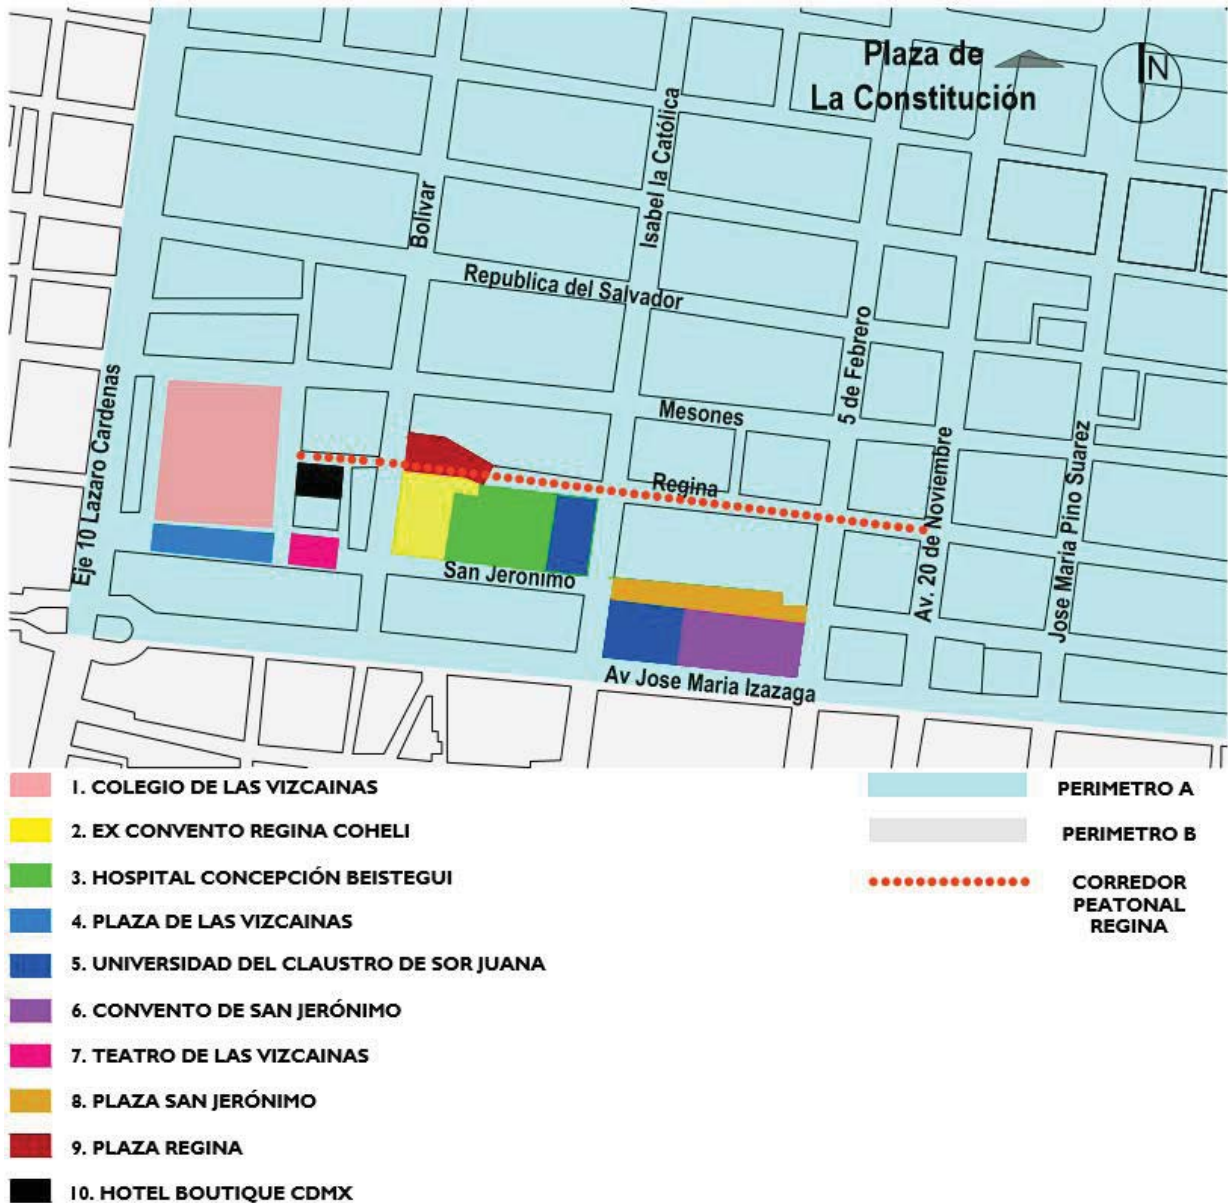 Plaza de
La Constitución
N
Isabel la Católica
Bolivar
Republica del Salvador
5 de Febrero
Mesones
Eje 10 Lazaro Cardenas
Regina
Av. 20 de Noviembre
Jose Maria Pino Suarez
San Jeronimo
Av Jose Maria Izazaga
1. COLEGIO DE LAS VIZCAINAS
2. EX CONVENTO REGINA COHELI
3. HOSPITAL CONCEPCIÓN BEISTEGUI
4. PLAZA DE LAS VIZCAINAS
5. UNIVERSIDAD DEL CLAUSTRO DE SOR JUANA
6. CONVENTO DE SAN JERÓNIMO
7. TEATRO DE LAS VIZCAINAS
8. PLAZA SAN JERÓNIMO
9. PLAZA REGINA
10. HOTEL BOUTIQUE CDMX
PERIMETRO A
PERIMETRO B
CORREDOR
PEATONAL
REGINA